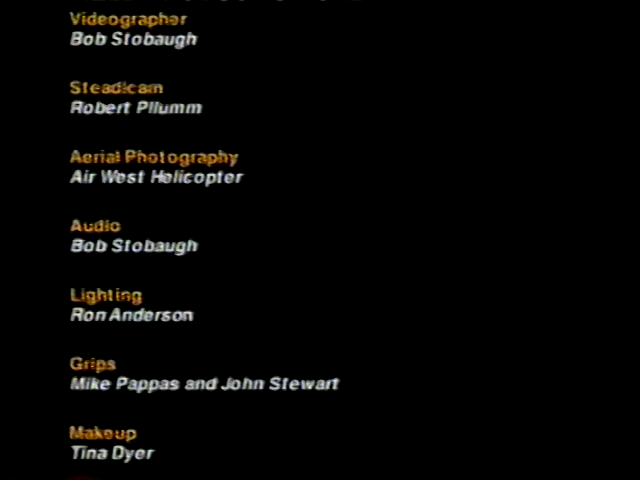 Videographer
Bob Stobaugh
Steadicam
Robert Pllumm
Aerial Photography
Air West Helicopter
Audio
Bob Stobaugh
Lighting
Ron Anderson
Grips
Mike Pappas and John Stewart
Makeup
Tina Dyer